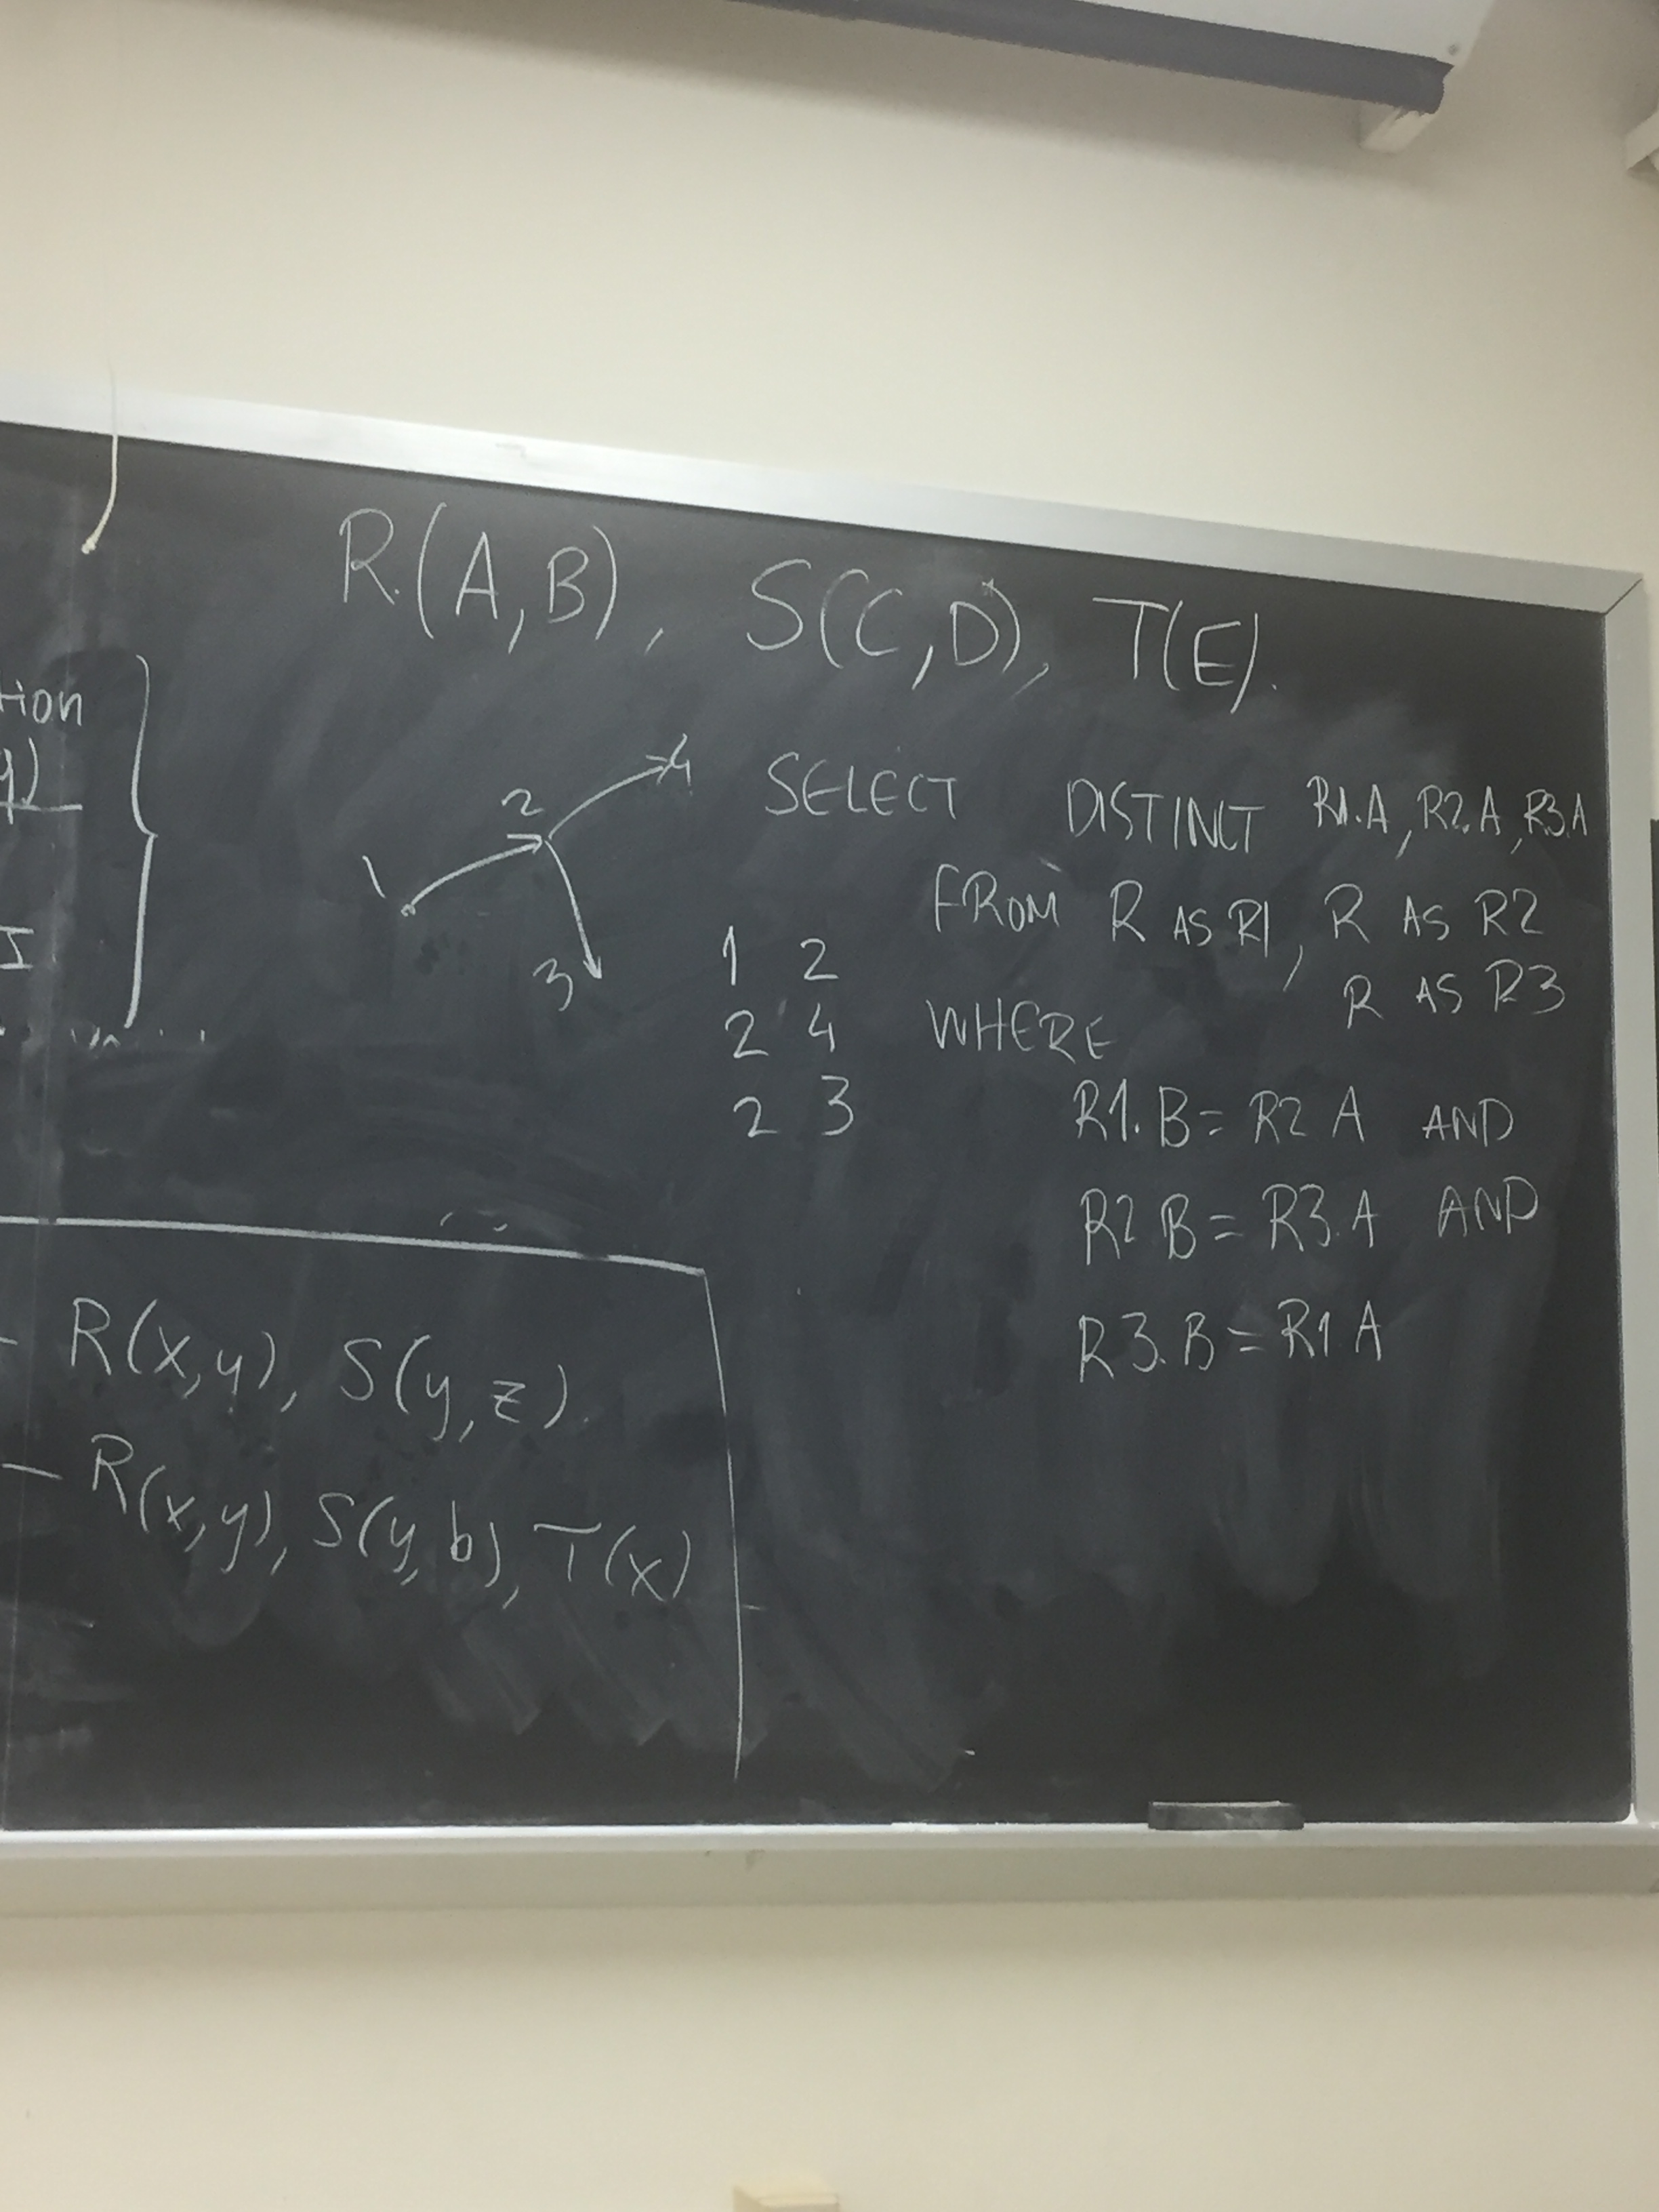 R(A,B), S(C,D), T(E).
tion
y)
I
1
2
4
3
1 2
2 4
2 3
SELECT DISTINCT R1.A, R2.A, R3.A
FROM R AS R1, R AS R2
R AS R3
WHERE
R1.B = R2 A AND
R2 B = R3.A AND
R3.B = R1 A
- R(x,y), S(y,z).
- R(x,y), S(y,b), T(x)